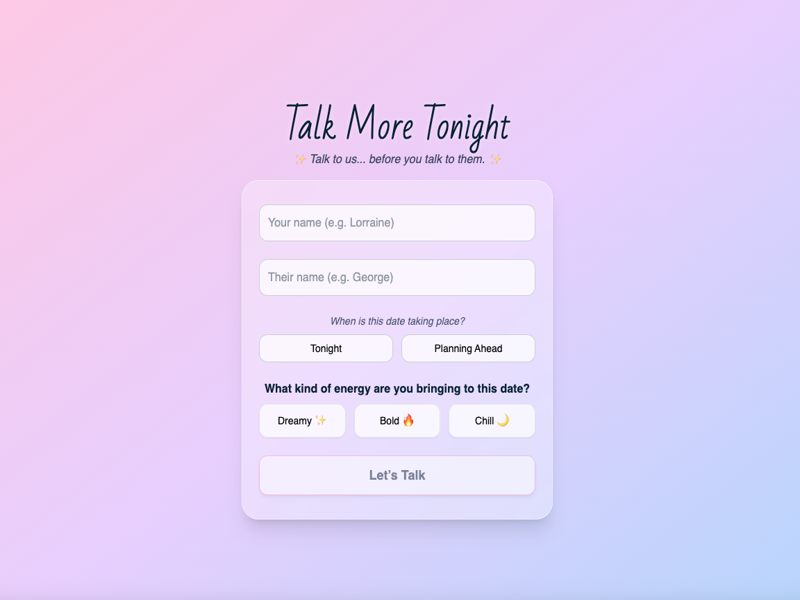 Talk More Tonight
✨ Talk to us... before you talk to them. ✨
Your name (e.g. Lorraine)
Their name (e.g. George)
When is this date taking place?
Tonight Planning Ahead
What kind of energy are you bringing to this date?
Dreamy ✨ Bold 🔥 Chill 🌙
Let’s Talk